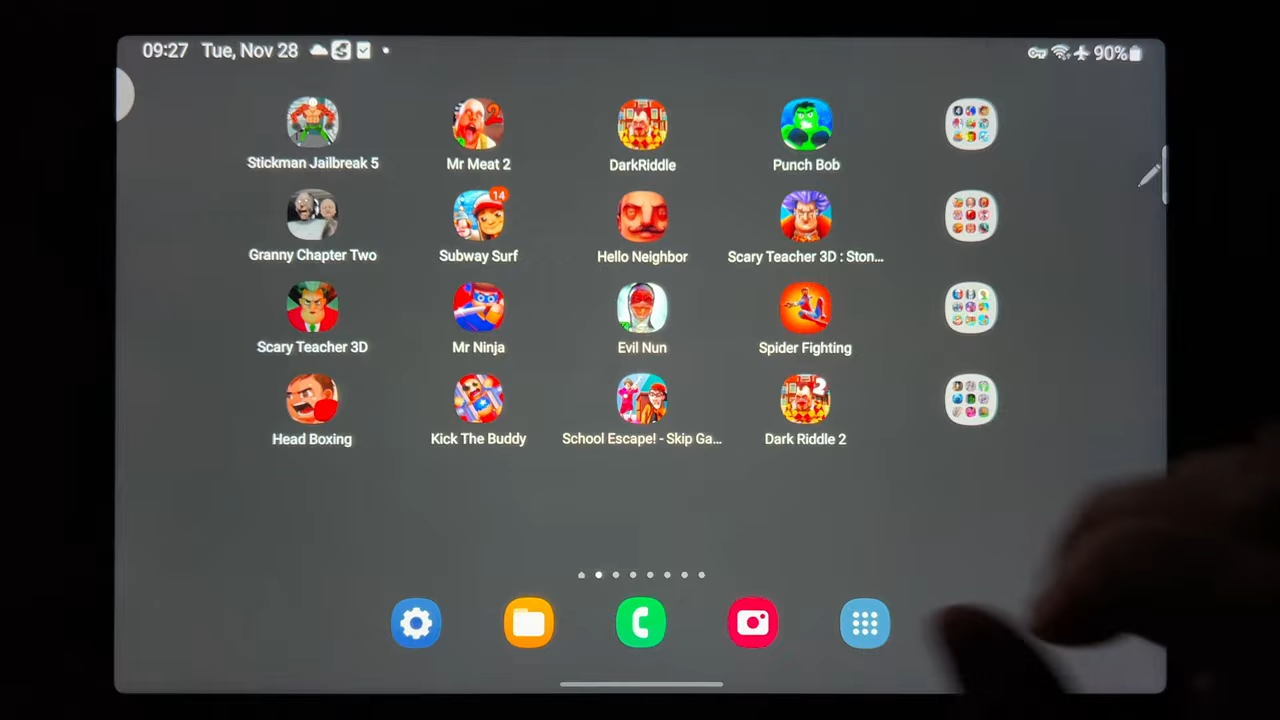 09:27 Tue, Nov 28 90%
Stickman Jailbreak 5 Mr Meat 2 DarkRiddle Punch Bob
14
Granny Chapter Two Subway Surf Hello Neighbor Scary Teacher 3D : Ston...
Scary Teacher 3D Mr Ninja Evil Nun Spider Fighting
2
Head Boxing Kick The Buddy School Escape! - Skip Ga... Dark Riddle 2